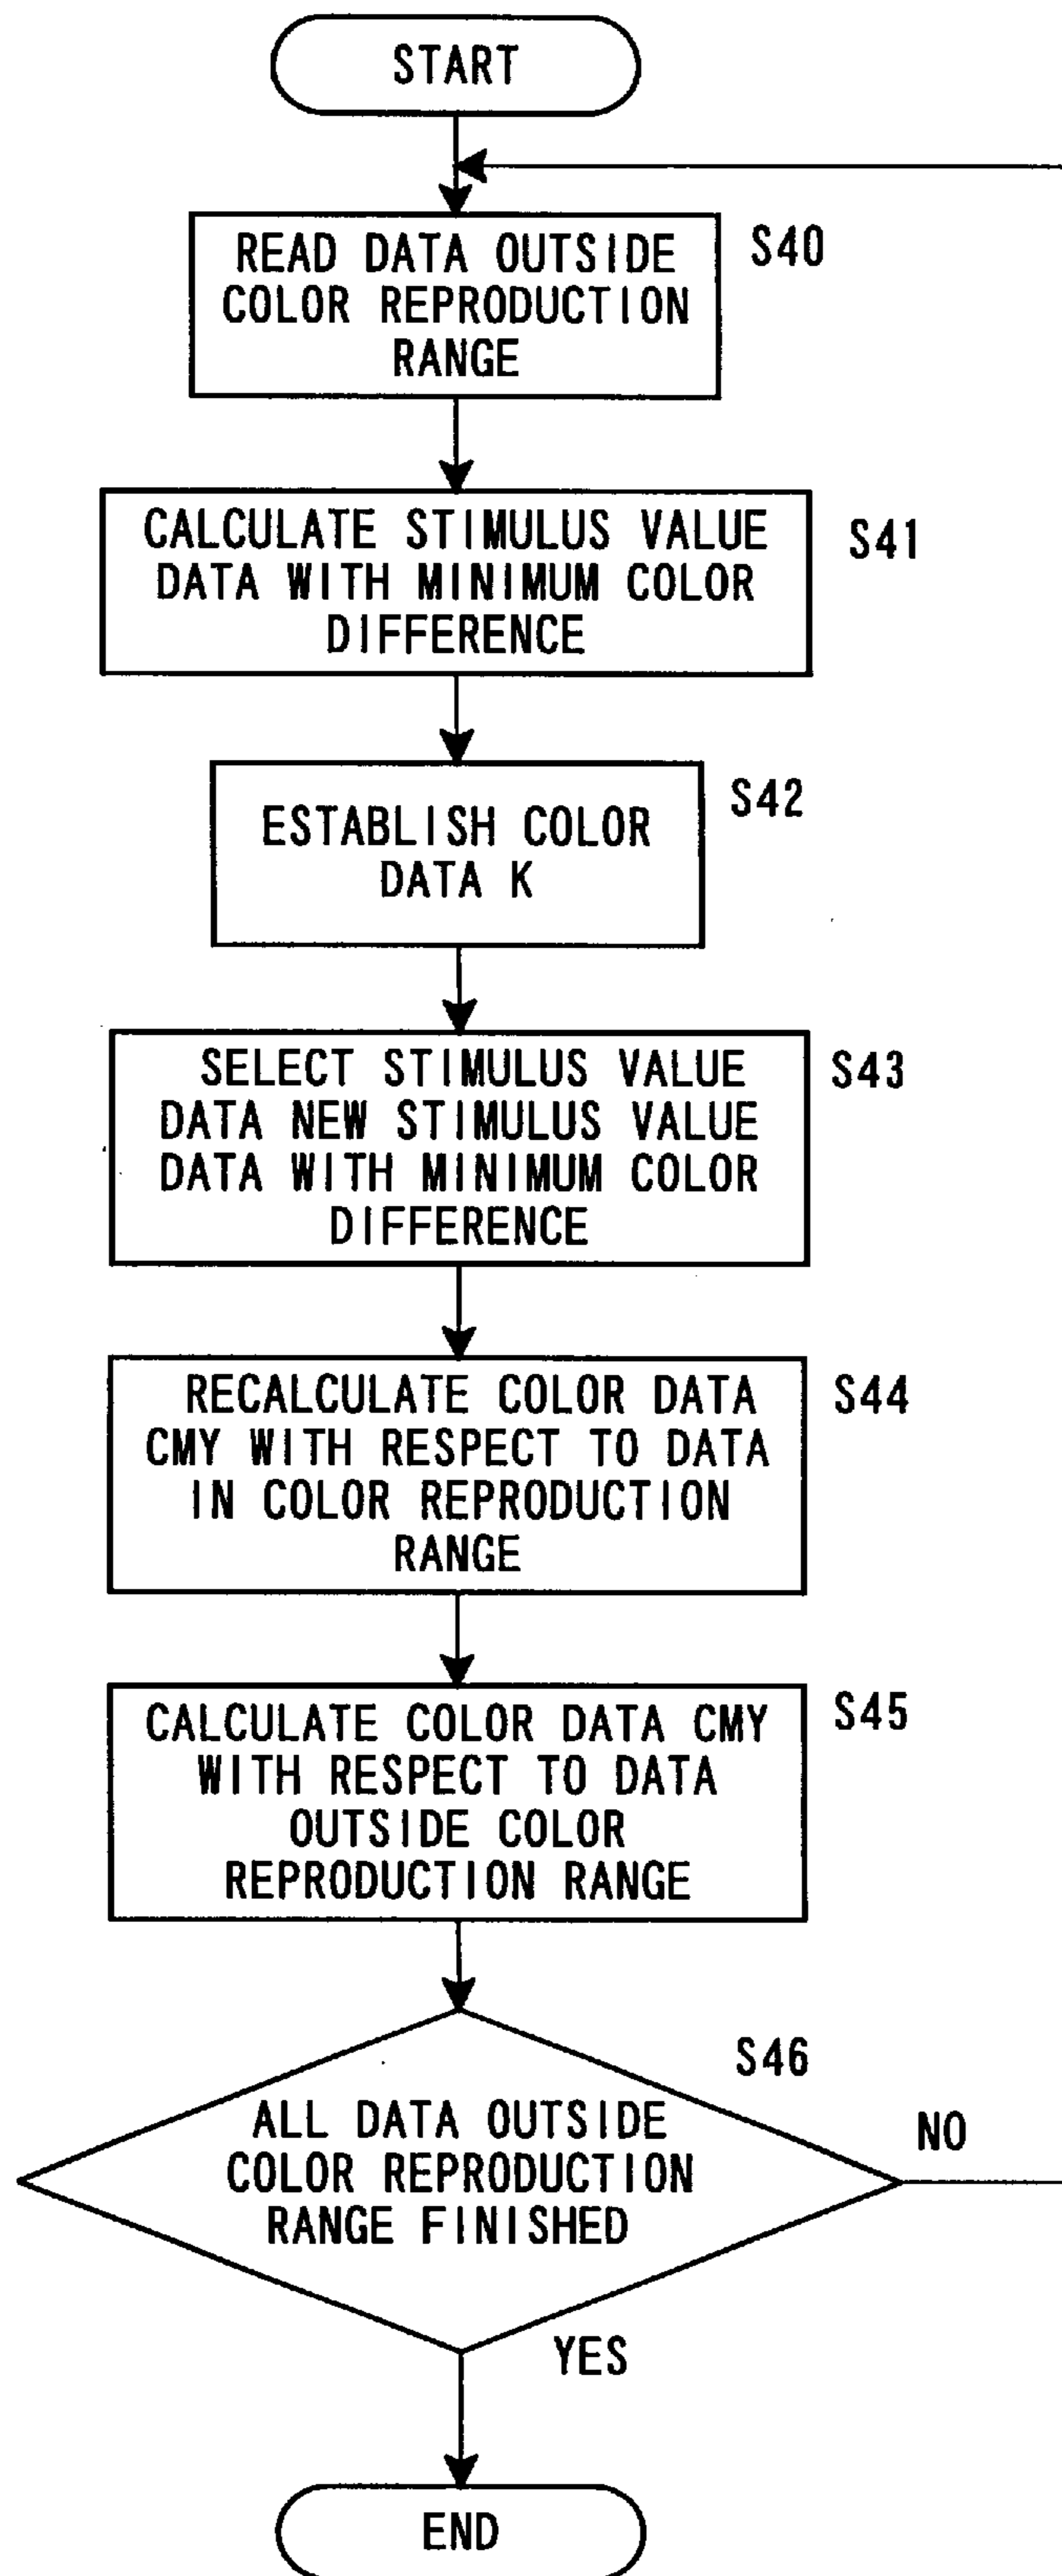 START
READ DATA OUTSIDE
COLOR REPRODUCTION
RANGE
S40
CALCULATE STIMULUS VALUE
DATA WITH MINIMUM COLOR
DIFFERENCE
S41
ESTABLISH COLOR
DATA K
S42
SELECT STIMULUS VALUE
DATA NEW STIMULUS VALUE
DATA WITH MINIMUM COLOR
DIFFERENCE
S43
RECALCULATE COLOR DATA
CMY WITH RESPECT TO DATA
IN COLOR REPRODUCTION
RANGE
S44
CALCULATE COLOR DATA CMY
WITH RESPECT TO DATA
OUTSIDE COLOR
REPRODUCTION RANGE
S45
S46
ALL DATA OUTSIDE
COLOR REPRODUCTION
RANGE FINISHED
NO
YES
END